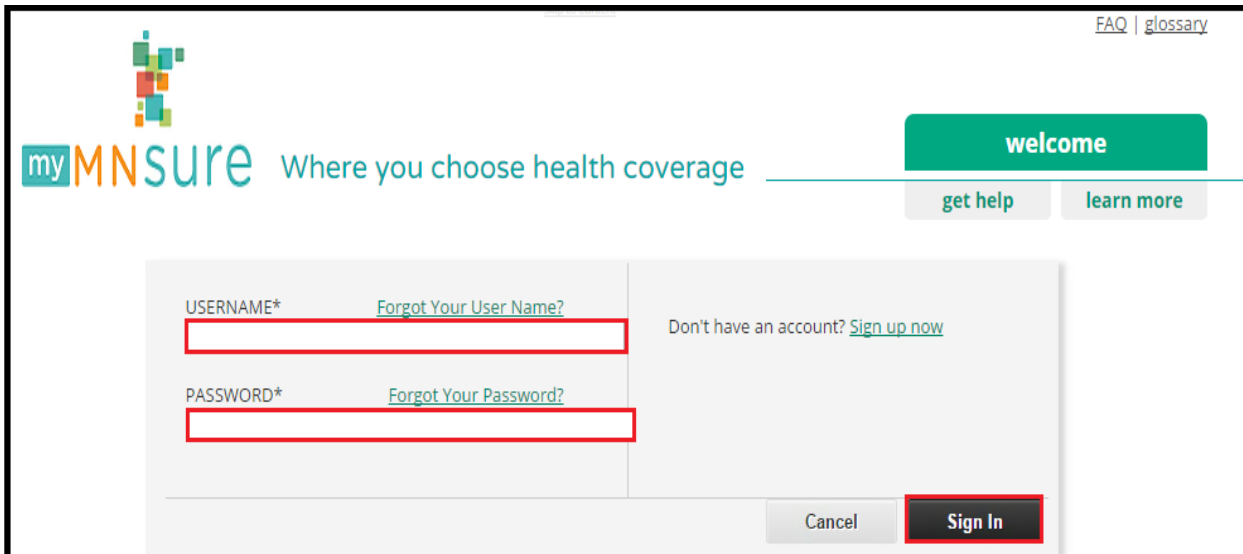 FAQ | glossary
my MNsure Where you choose health coverage
welcome
get help learn more
USERNAME* Forgot Your User Name?
Don't have an account? Sign up now
PASSWORD* Forgot Your Password?
Cancel Sign In